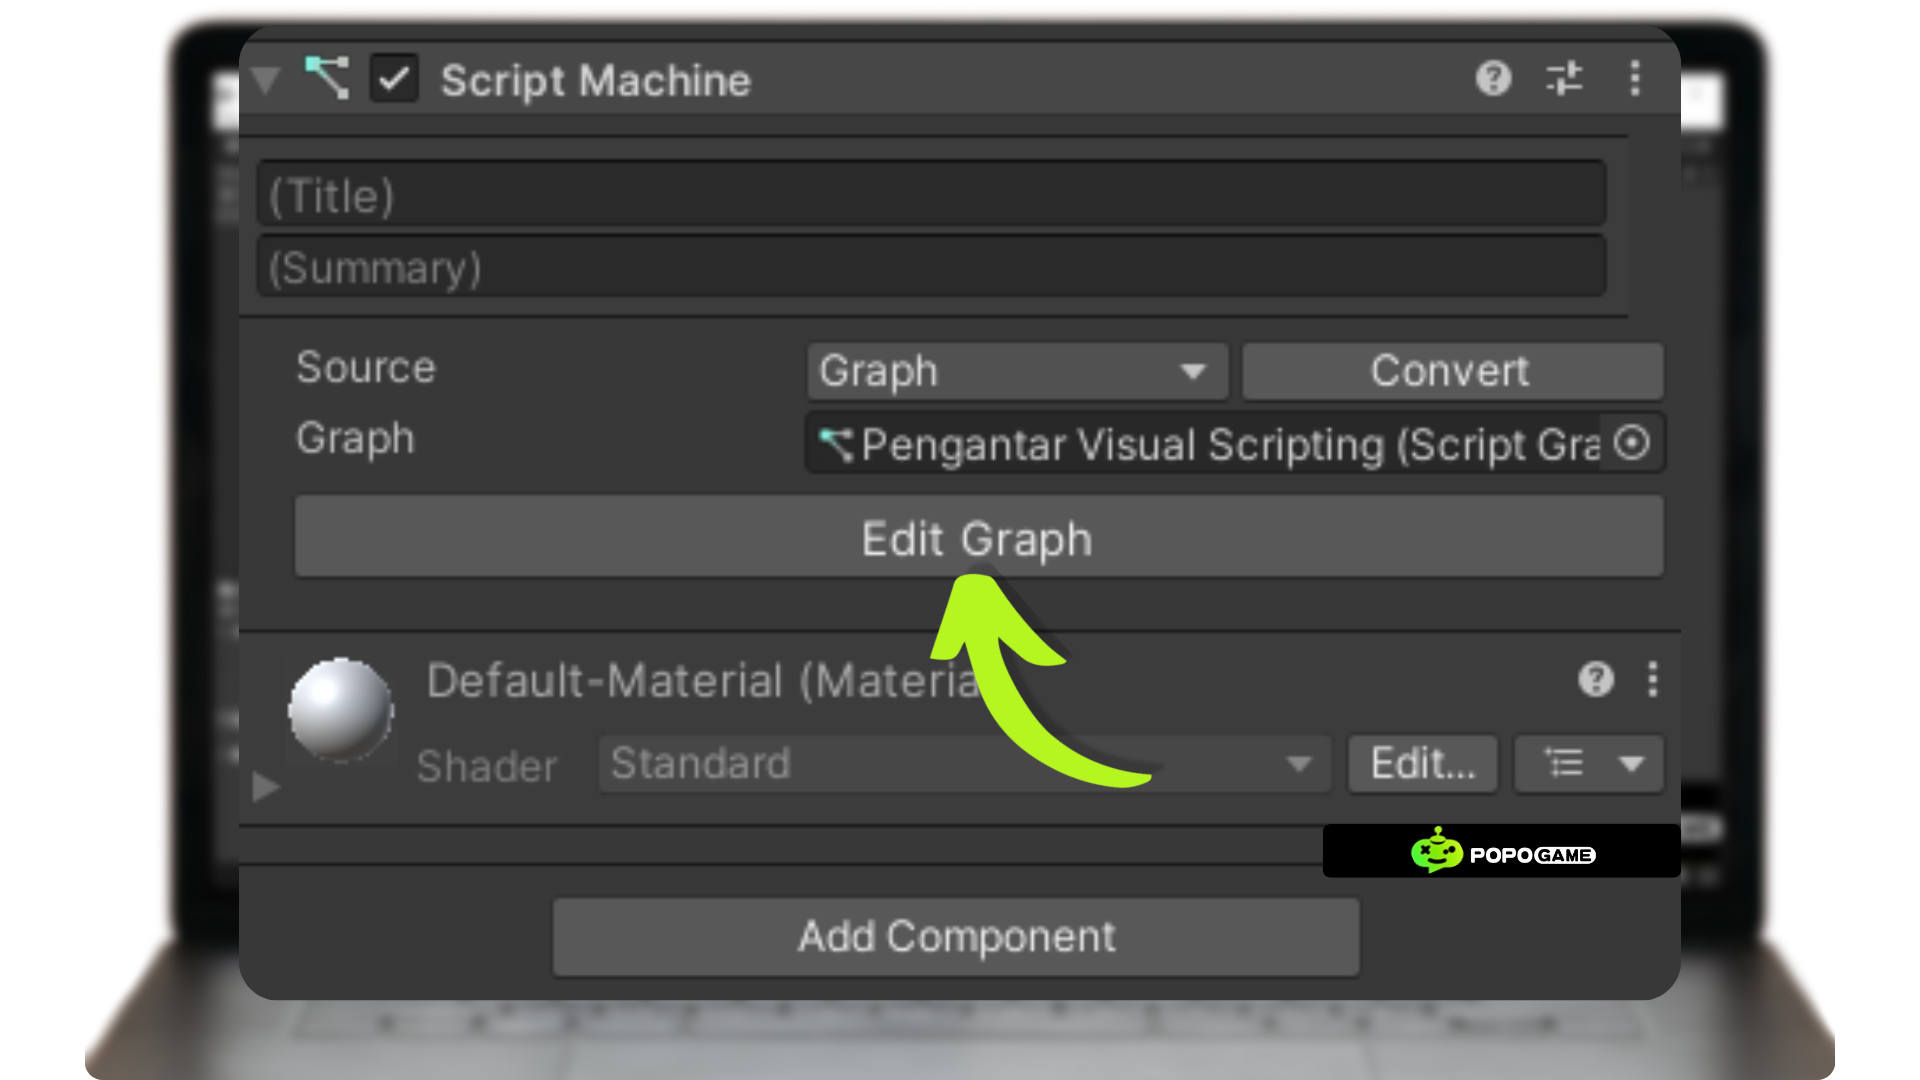 Script Machine
(Title)
(Summary)
Source Graph Convert
Graph Pengantar Visual Scripting (Script Gra
Edit Graph
Default-Material (Materia
Shader Standard Edit...
POPOGAME
Add Component